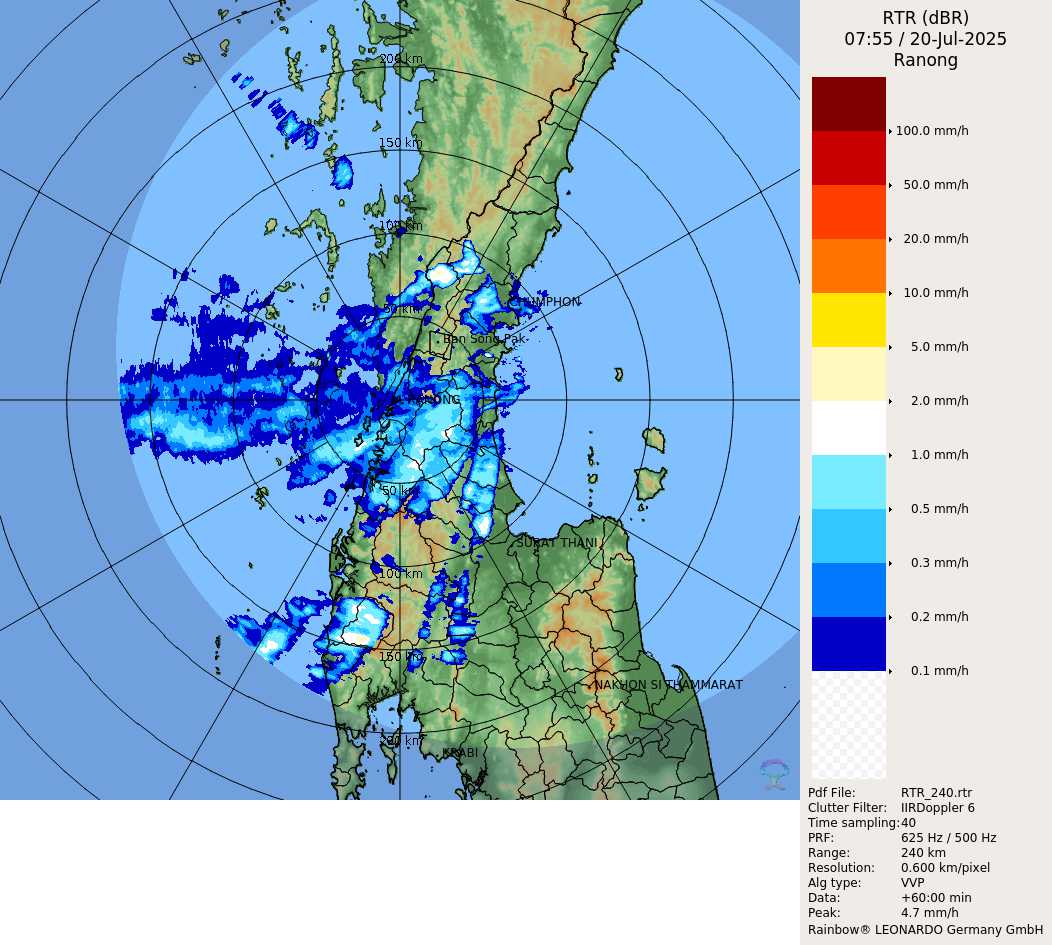 RTR (dBR)
07:55 / 20-Jul-2025
Ranong
100.0 mm/h
50.0 mm/h
20.0 mm/h
10.0 mm/h
5.0 mm/h
2.0 mm/h
1.0 mm/h
0.5 mm/h
0.3 mm/h
0.2 mm/h
0.1 mm/h
200 km
150 km
100 km
50 km
CHUMPHON
Ban Song Pak
RANONG
50 km
SURAT THANI
100 km
150 km
NAKHON SI THAMMARAT
200 km
KRABI
Pdf File: RTR_240.rtr
Clutter Filter: IIRDoppler 6
Time sampling: 40
PRF: 625 Hz / 500 Hz
Range: 240 km
Resolution: 0.600 km/pixel
Alg type: VVP
Data: +60:00 min
Peak: 4.7 mm/h
Rainbow® LEONARDO Germany GmbH